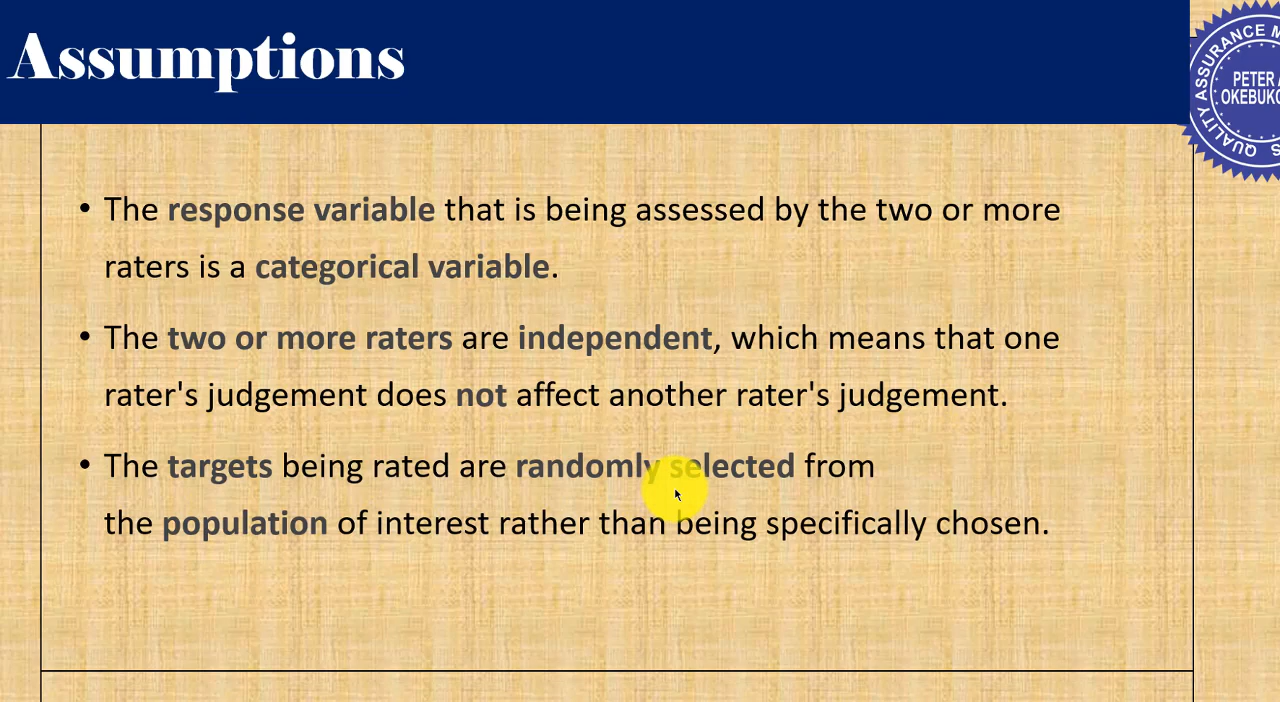 Assumptions
ASSURANCE
PETER
QUALITY
• The response variable that is being assessed by the two or more
raters is a categorical variable.
• The two or more raters are independent, which means that one
rater's judgement does not affect another rater's judgement.
• The targets being rated are randomly selected from
the population of interest rather than being specifically chosen.